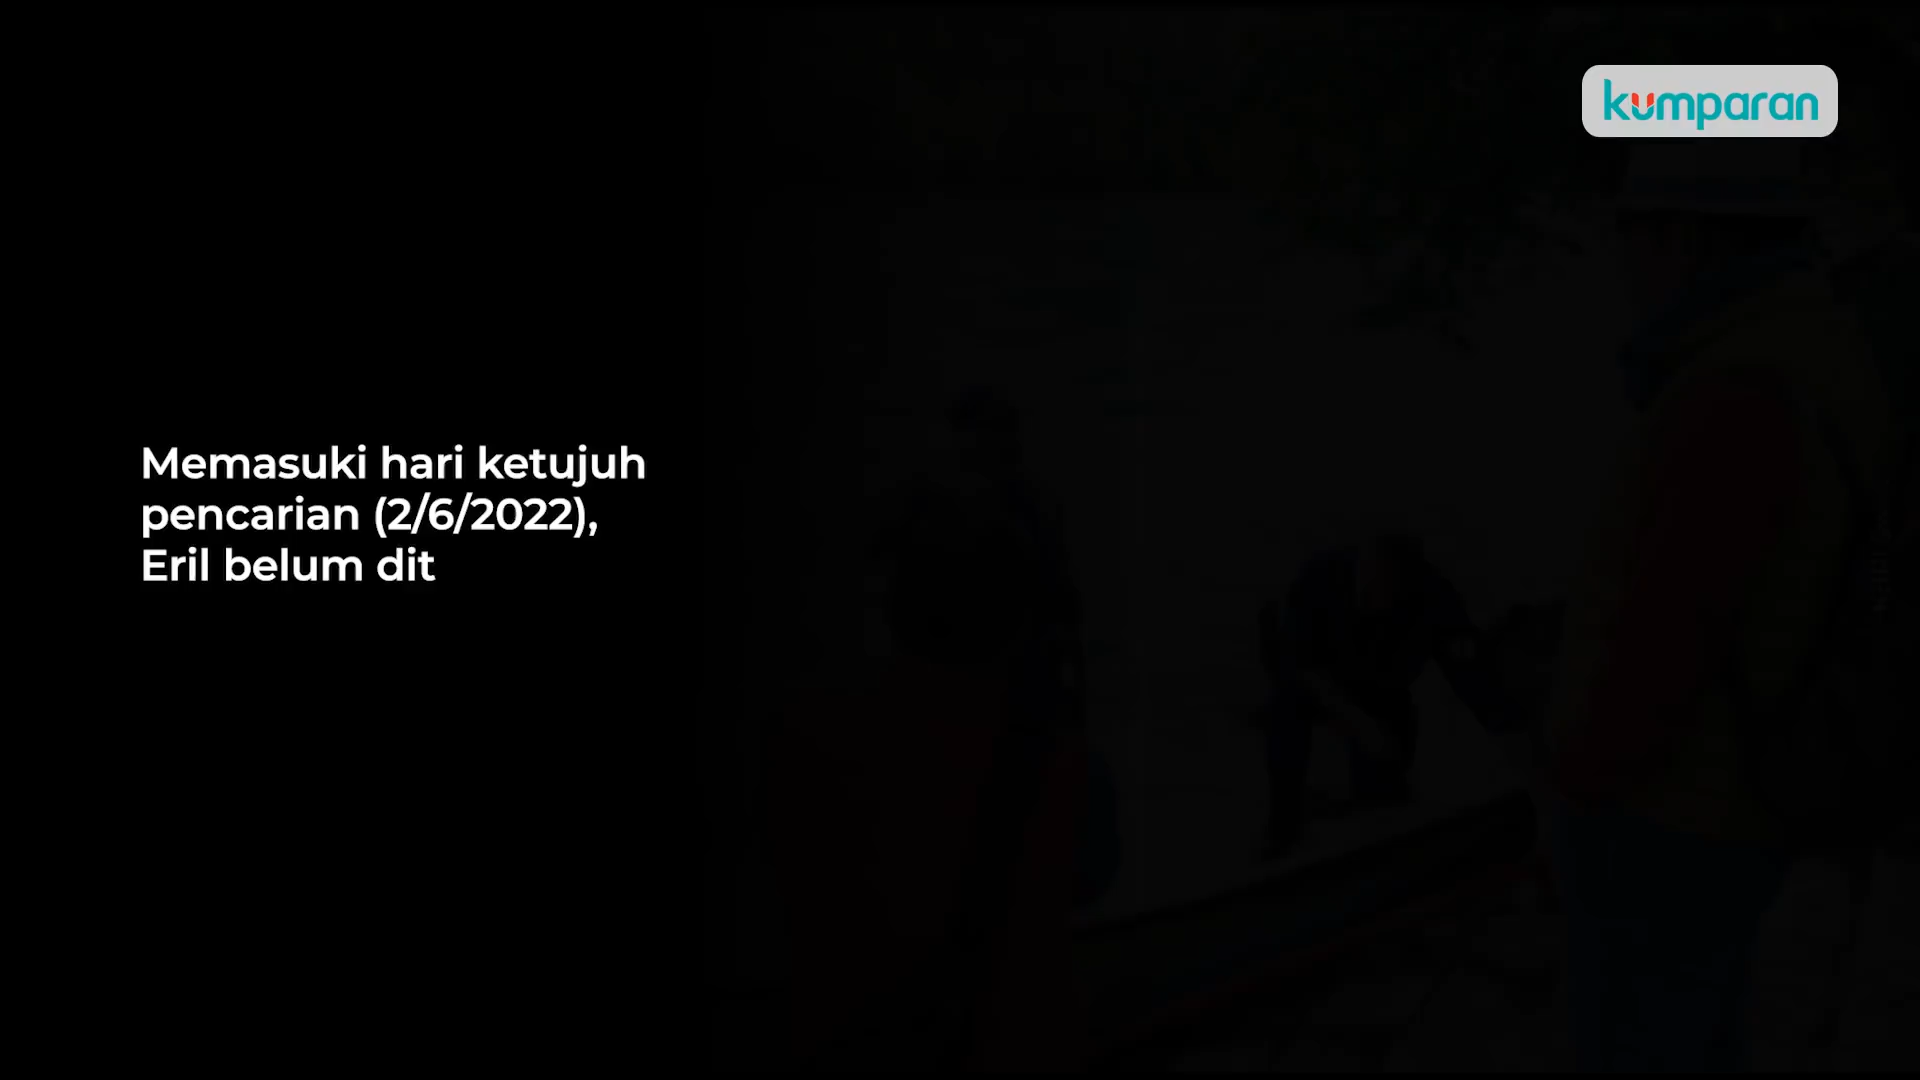 kumparan
Memasuki hari ketujuh
pencarian (2/6/2022),
Eril belum dit